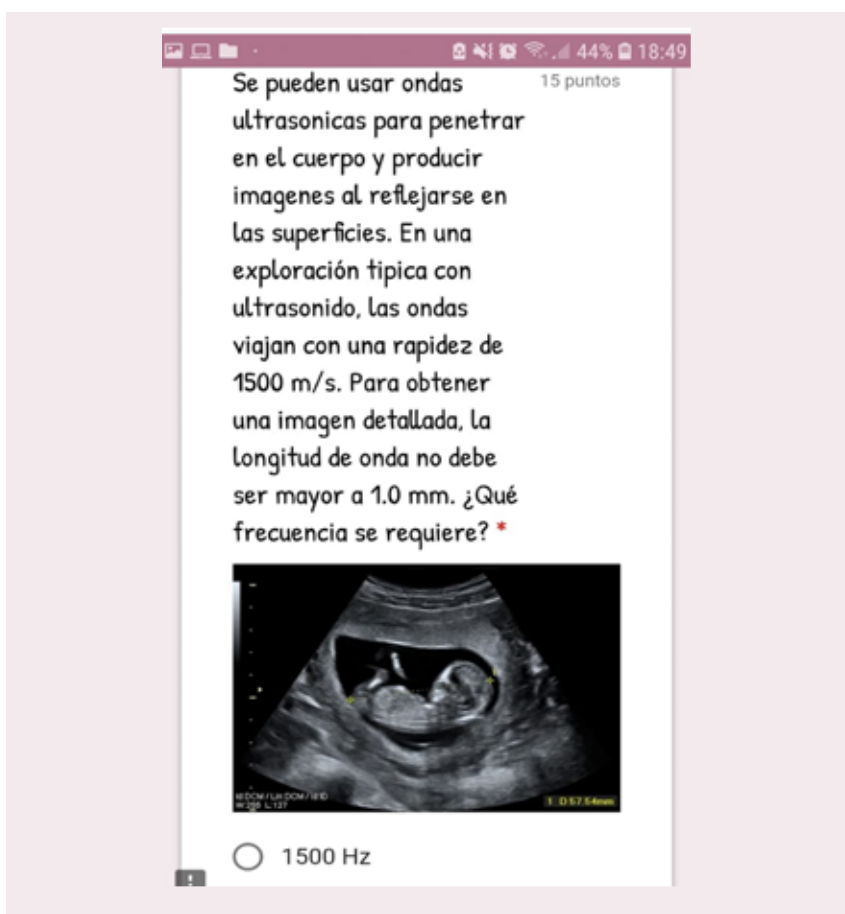 44% 18:49
Se pueden usar ondas
15 puntos
ultrasonicas para penetrar
en el cuerpo y producir
imagenes al reflejarse en
las superficies. En una
exploración tipica con
ultrasonido, las ondas
viajan con una rapidez de
1500 m/s. Para obtener
una imagen detallada, la
longitud de onda no debe
ser mayor a 1.0 mm. ¿Qué
frecuencia se requiere? *
1 D 57.54mm
1500 Hz